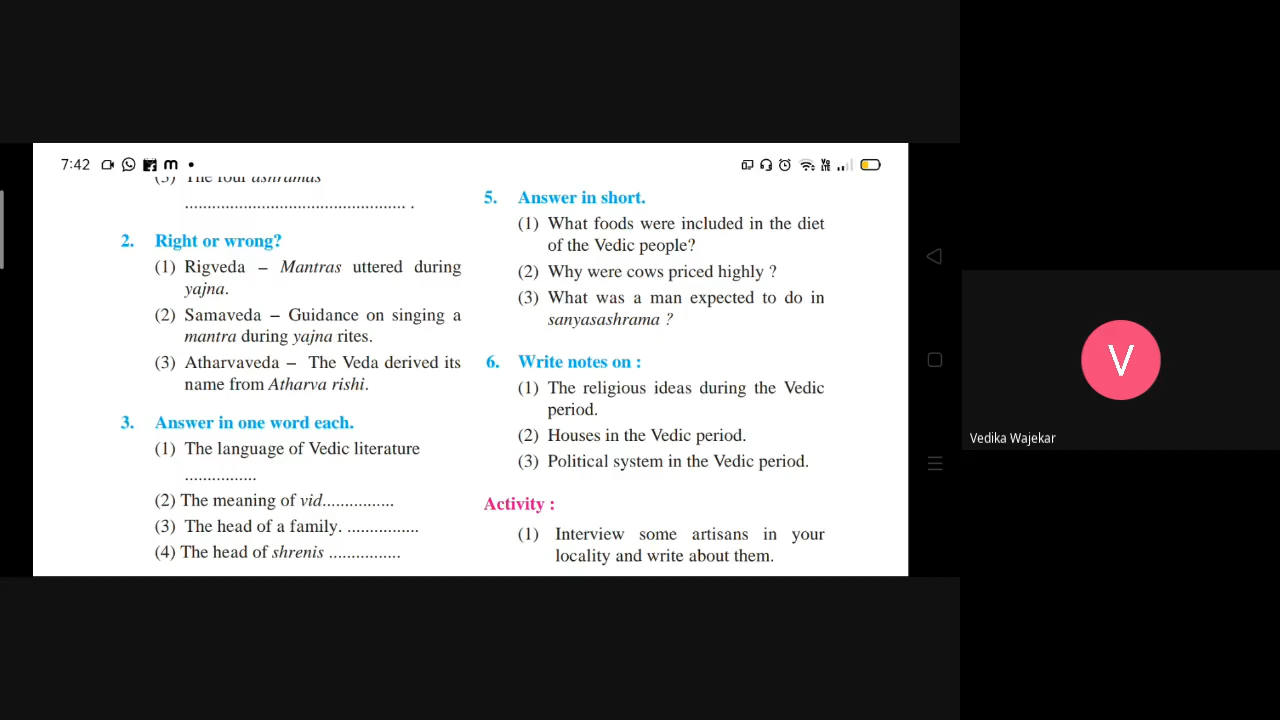 7:42
(3) The four ashramas
.................................................. .
2. Right or wrong?
(1) Rigveda – Mantras uttered during
yajna.
(2) Samaveda – Guidance on singing a
mantra during yajna rites.
(3) Atharvaveda – The Veda derived its
name from Atharva rishi.
3. Answer in one word each.
(1) The language of Vedic literature
................
(2) The meaning of vid................
(3) The head of a family. ................
(4) The head of shrenis ................
5. Answer in short.
(1) What foods were included in the diet
of the Vedic people?
(2) Why were cows priced highly ?
(3) What was a man expected to do in
sanyasashrama ?
6. Write notes on :
(1) The religious ideas during the Vedic
period.
(2) Houses in the Vedic period.
(3) Political system in the Vedic period.
Activity :
(1) Interview some artisans in your
locality and write about them.
V
Vedika Wajekar